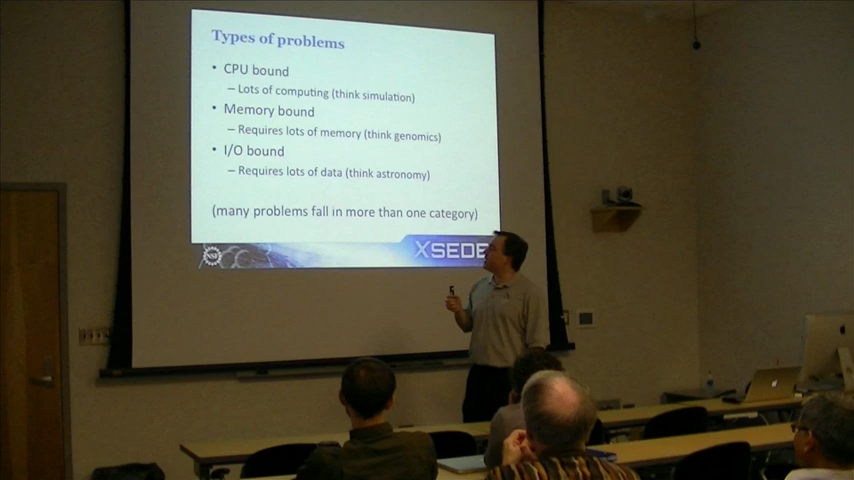 Types of problems
• CPU bound
– Lots of computing (think simulation)
• Memory bound
– Requires lots of memory (think genomics)
• I/O bound
– Requires lots of data (think astronomy)
(many problems fall in more than one category)
NSF
XSEDE